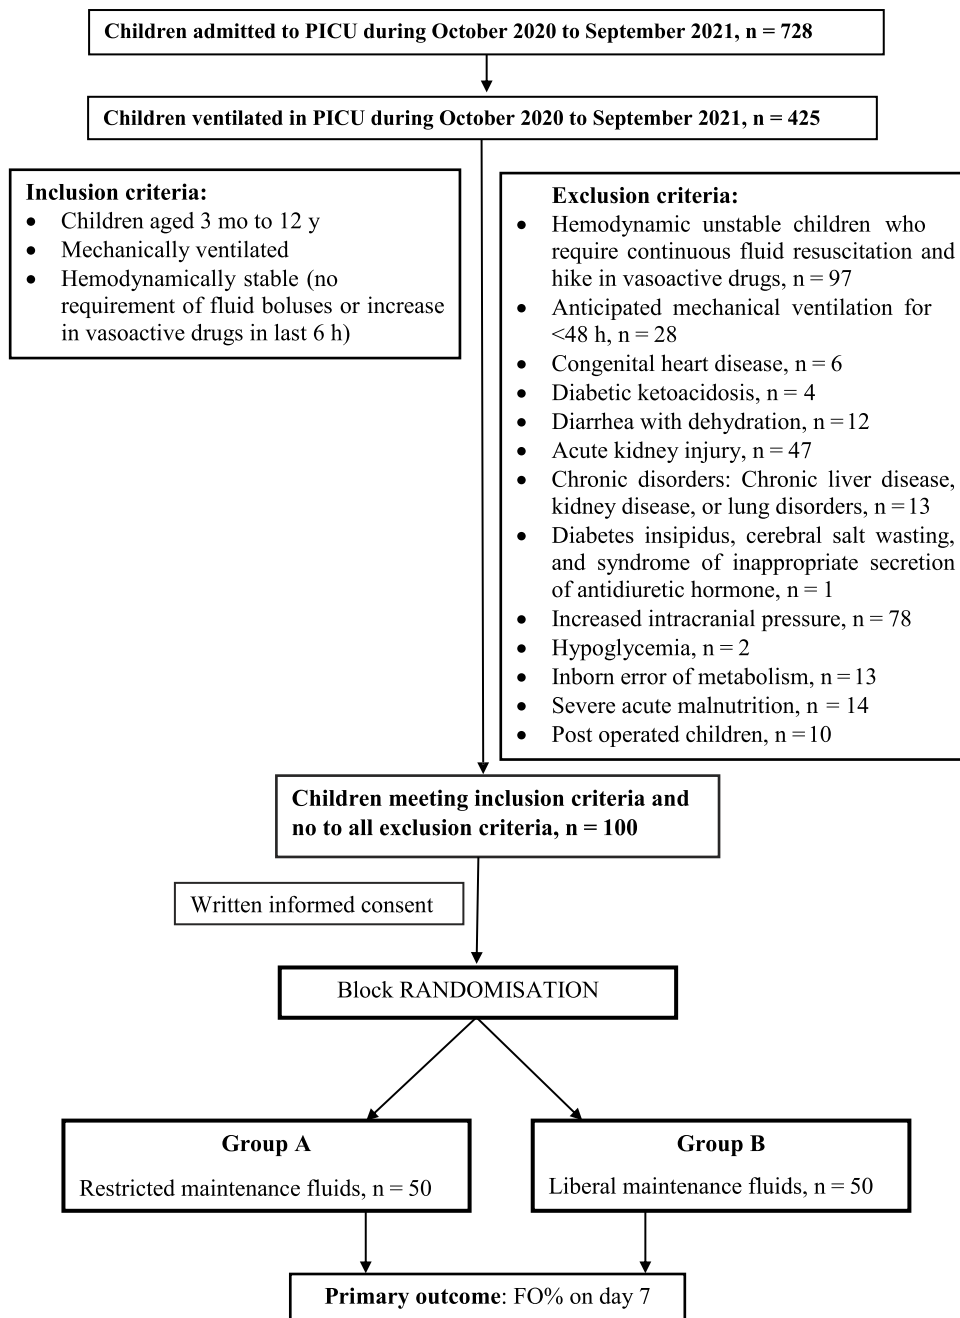 Children admitted to PICU during October 2020 to September 2021, n = 728
Children ventilated in PICU during October 2020 to September 2021, n = 425
Inclusion criteria:
• Children aged 3 mo to 12 y
• Mechanically ventilated
• Hemodynamically stable (no
requirement of fluid boluses or increase
in vasoactive drugs in last 6 h)
Exclusion criteria:
• Hemodynamic unstable children who
require continuous fluid resuscitation and
hike in vasoactive drugs, n = 97
• Anticipated mechanical ventilation for
<48 h, n = 28
• Congenital heart disease, n = 6
• Diabetic ketoacidosis, n = 4
• Diarrhea with dehydration, n = 12
• Acute kidney injury, n = 47
• Chronic disorders: Chronic liver disease,
kidney disease, or lung disorders, n = 13
• Diabetes insipidus, cerebral salt wasting,
and syndrome of inappropriate secretion
of antidiuretic hormone, n = 1
• Increased intracranial pressure, n = 78
• Hypoglycemia, n = 2
• Inborn error of metabolism, n = 13
• Severe acute malnutrition, n = 14
• Post operated children, n = 10
Children meeting inclusion criteria and
no to all exclusion criteria, n = 100
Written informed consent
Block RANDOMISATION
Group A
Restricted maintenance fluids, n = 50
Group B
Liberal maintenance fluids, n = 50
Primary outcome: FO% on day 7